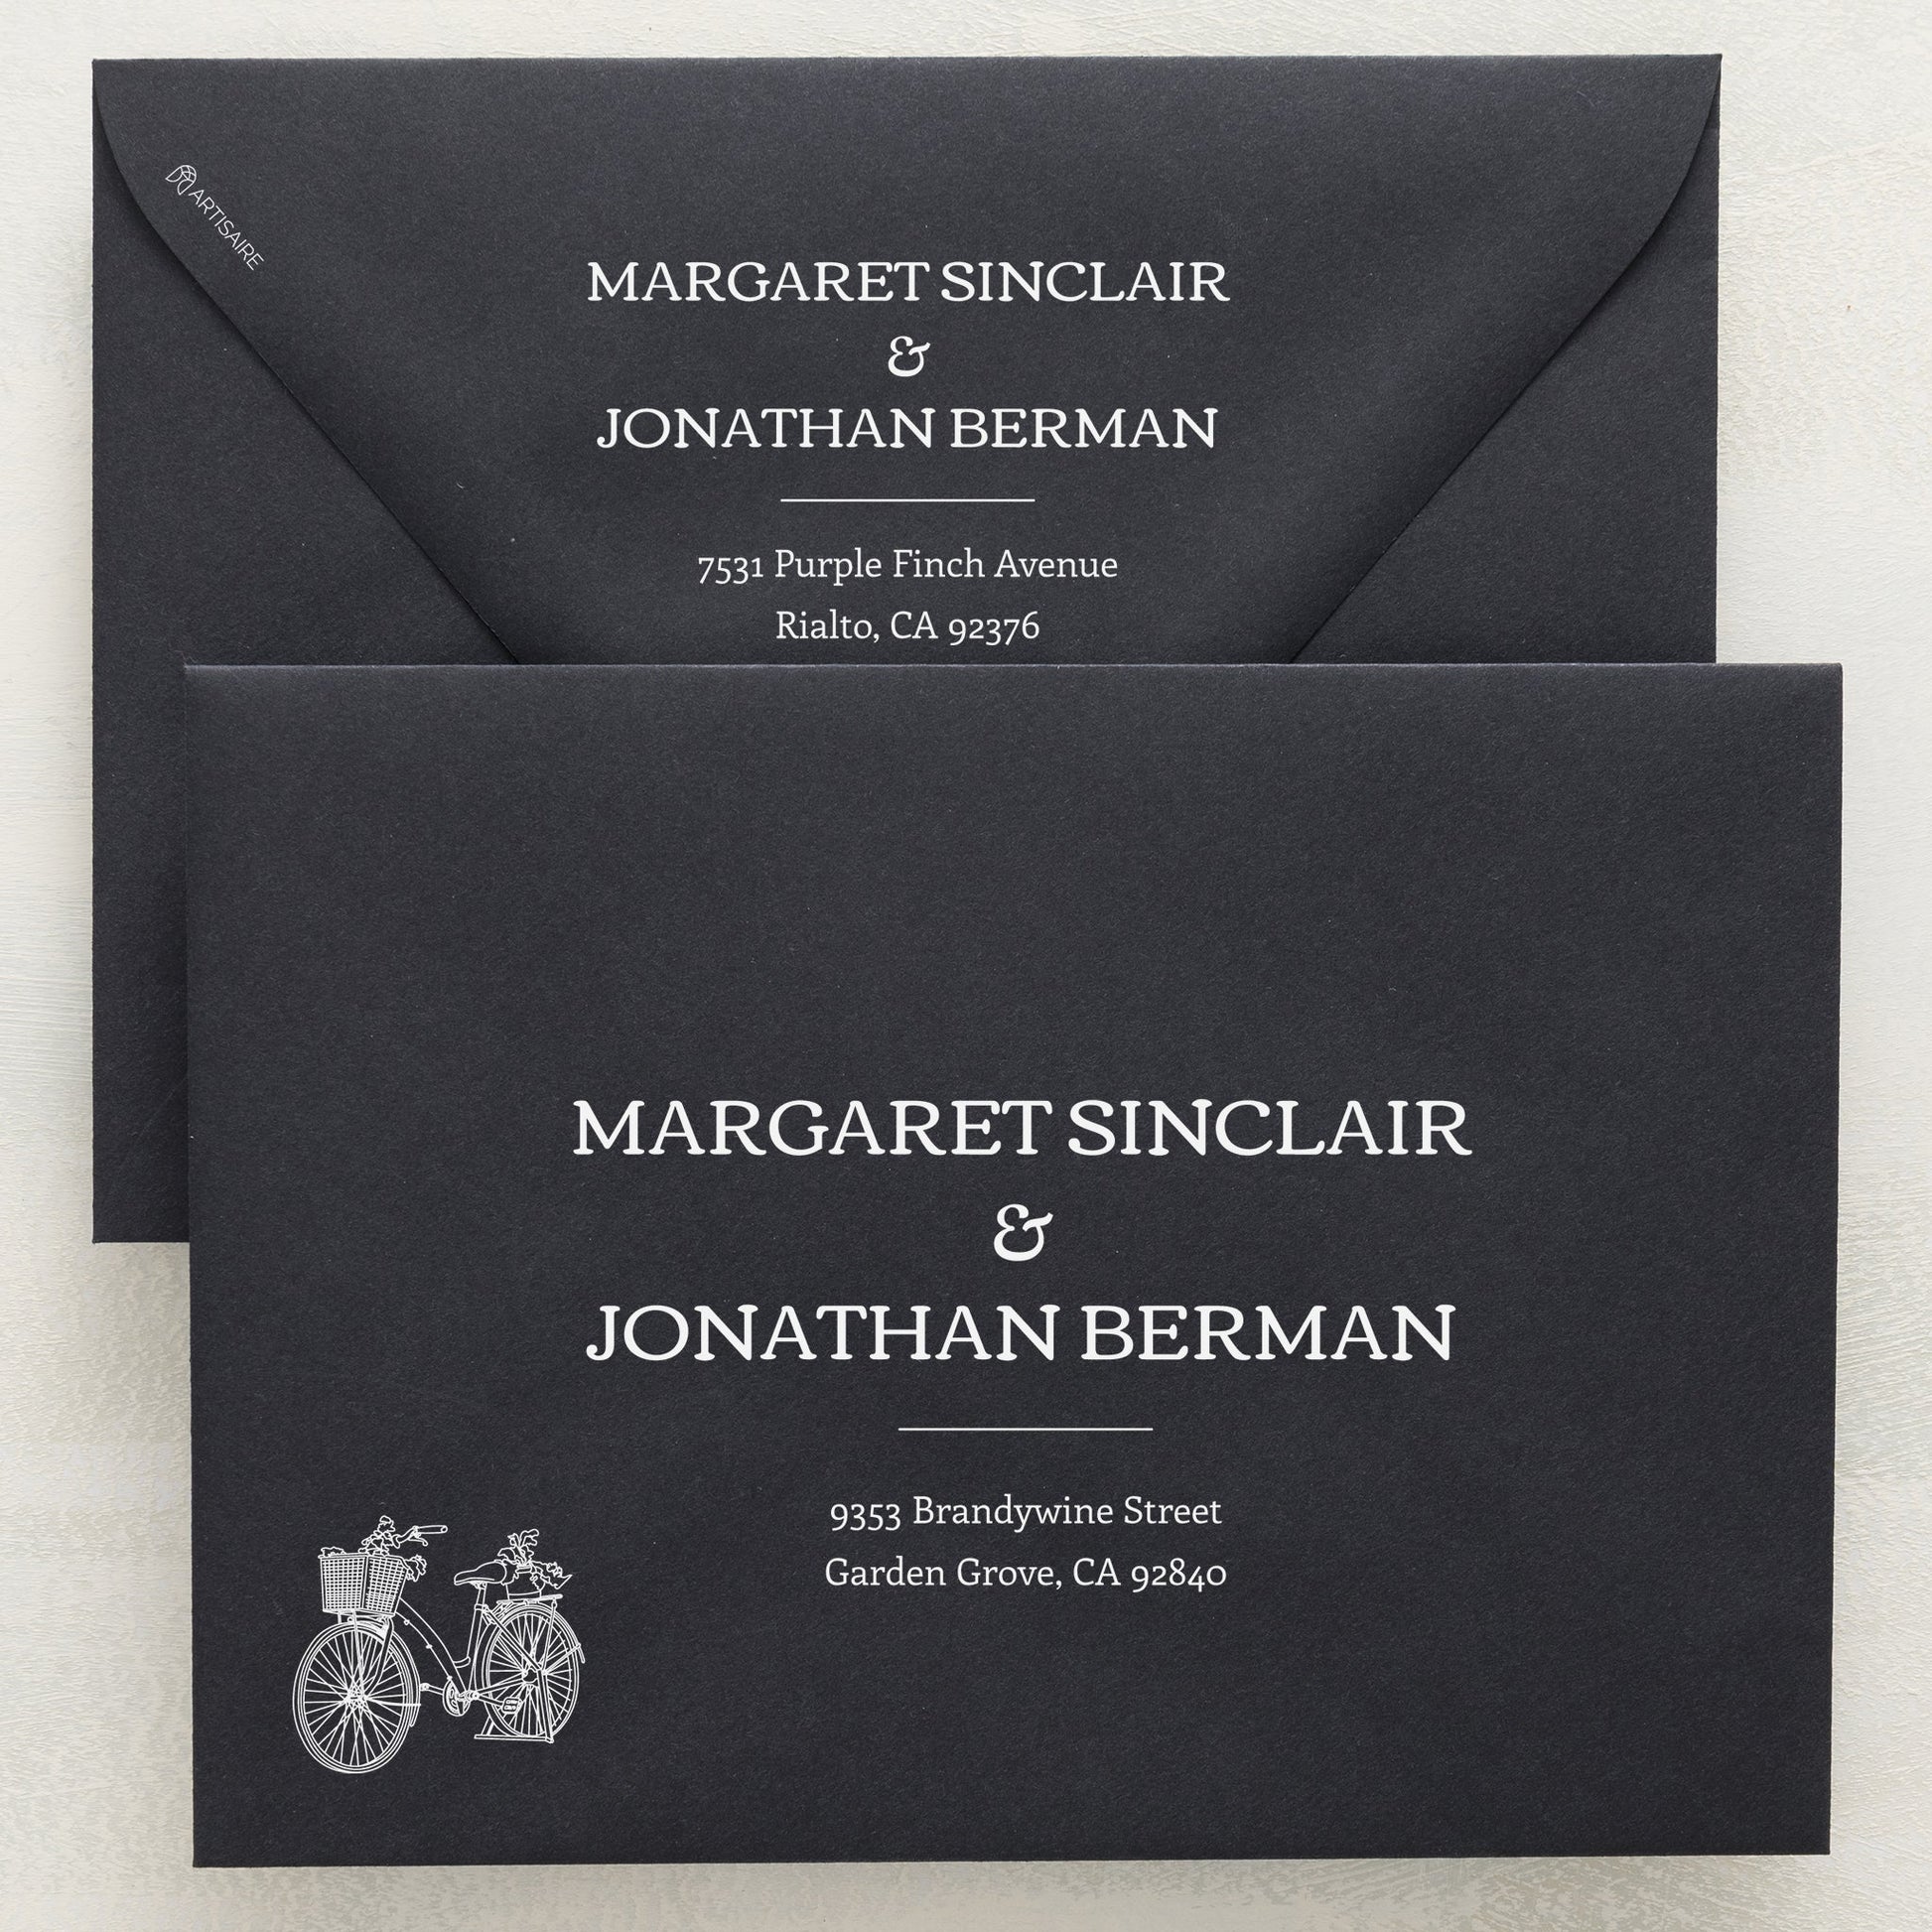 ARTISAIRE
MARGARET SINCLAIR
&
JONATHAN BERMAN
7531 Purple Finch Avenue
Rialto, CA 92376
MARGARET SINCLAIR
&
JONATHAN BERMAN
9353 Brandywine Street
Garden Grove, CA 92840